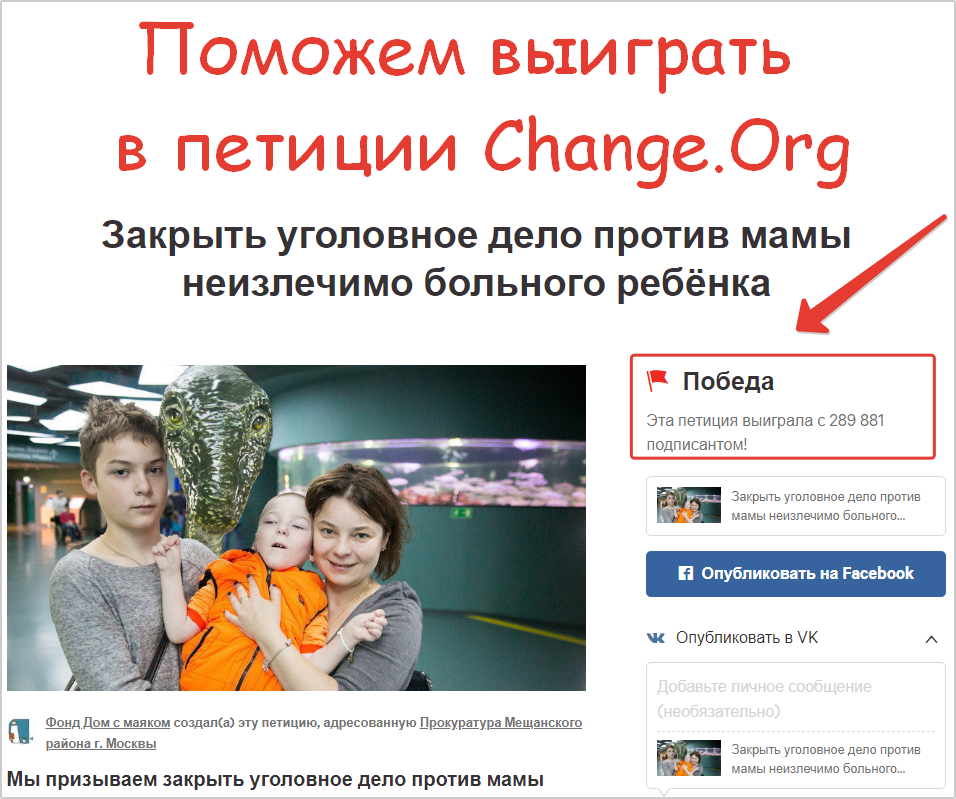 Поможем выиграть
в петиции Change.Org
Закрыть уголовное дело против мамы
неизлечимо больного ребёнка
Победа
Эта петиция выиграла с 289 881
подписантом!
Закрыть уголовное дело против
мамы неизлечимо больного...
Опубликовать на Facebook
Опубликовать в VK
Добавьте личное сообщение
(необязательно)
Закрыть уголовное дело против
мамы неизлечимо больного...
Фонд Дом с маяком создал(а) эту петицию, адресованную Прокуратура Мещанского
района г. Москвы
Мы призываем закрыть уголовное дело против мамы